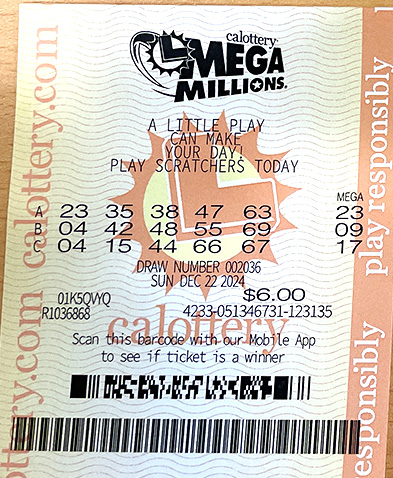 calottery
MEGA
MILLIONS
A LITTLE PLAY
CAN MAKE
YOUR DAY!
PLAY SCRATCHERS TODAY
MEGA
A 23 35 38 47 63 23
B 04 42 48 55 69 09
C 04 15 44 66 67 17
DRAW NUMBER 002036
SUN DEC 22 2024
01K5QVYQ $6.00
R1036868 4233-051346731-123135
calottery
Scan this barcode with our Mobile App
to see if ticket is a winner
ttery.com calottery.com
esponsibly play responsibly